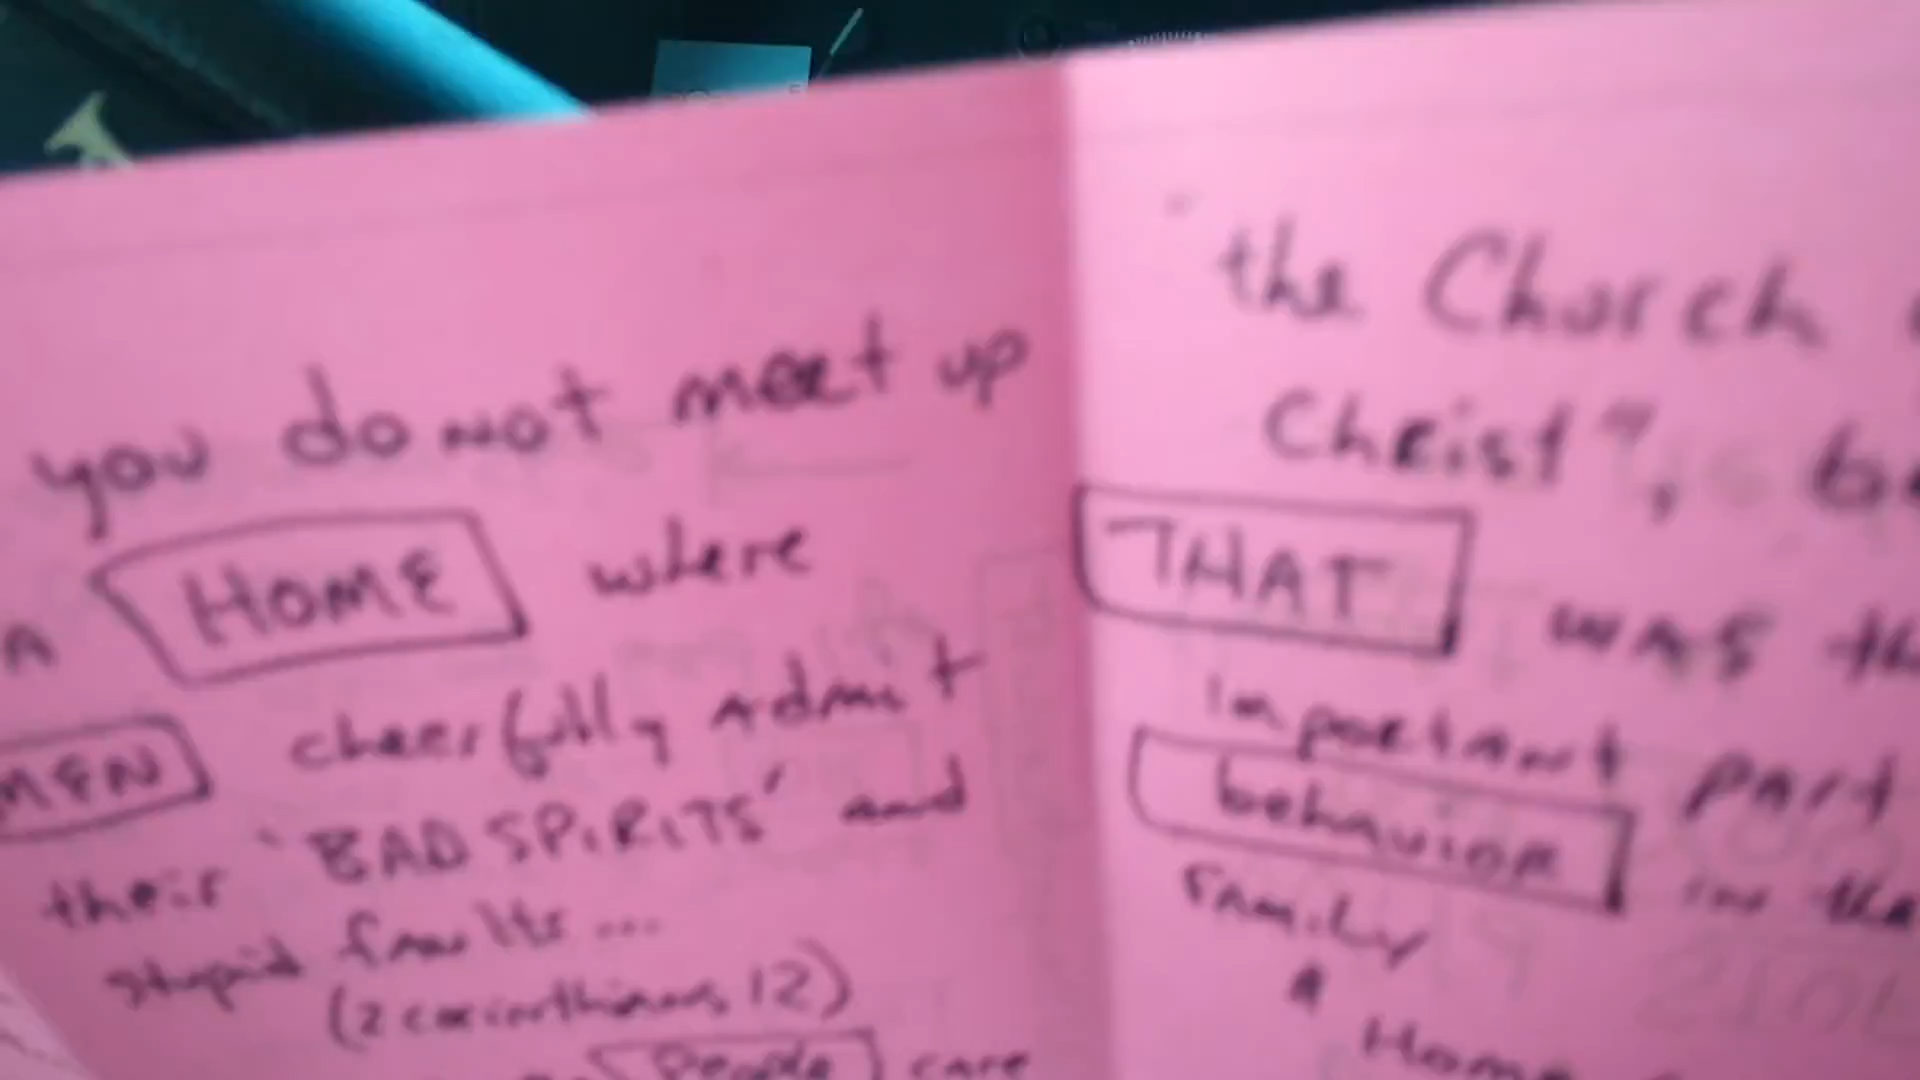 you do not meet up
A HOME where
MEN cheerfully admit
their 'BAD SPIRITS' and
stupid faults...
(2 corinthians 12)
People care
"the Church
Christ", be
THAT was the
important part
behavior in the
family
Home